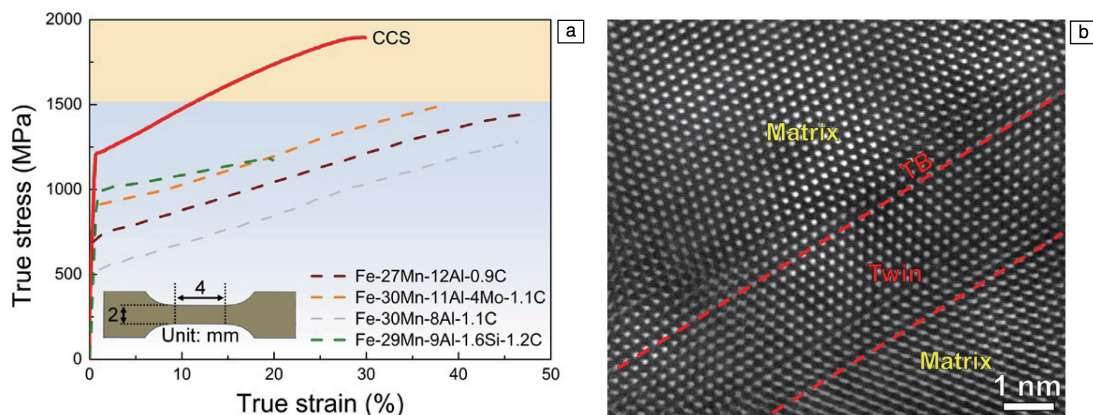 a
2000
1500
1000
500
0
0
10
20
30
40
50
True stress (MPa)
True strain (%)
CCS
4
2
Unit: mm
Fe-27Mn-12Al-0.9C
Fe-30Mn-11Al-4Mo-1.1C
Fe-30Mn-8Al-1.1C
Fe-29Mn-9Al-1.6Si-1.2C
b
Matrix
TB
Twin
Matrix
1 nm